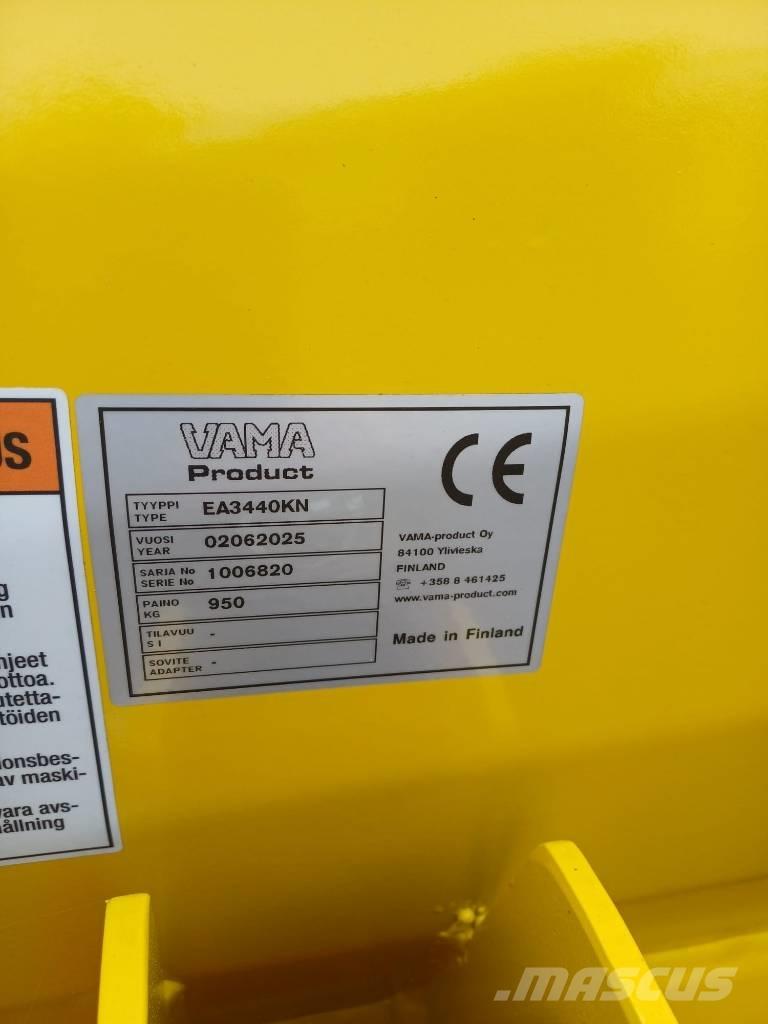 US
g
n
njeet
ottoa.
utetta-
töiden
ionsbes-
av maski-
vara avs-
hållning
VAMA
Product
CE
TYYPPI
TYPE
EA3440KN
VUOSI
YEAR
02062025
SARJA No
SERIE No
1006820
PAINO
KG
950
TILAVUU
S I
-
SOVITE
ADAPTER
-
VAMA-product Oy
84100 Ylivieska
FINLAND
☎ +358 8 461425
www.vama-product.com
Made in Finland
MASCUS